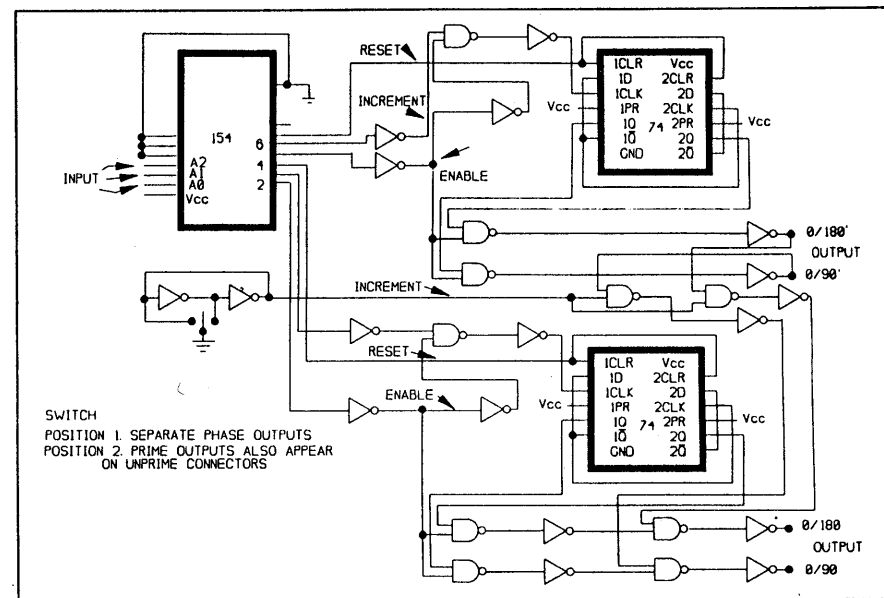 RESET
INCREMENT
ENABLE
154
6
4
2
A2
A1
A0
Vcc
INPUT
1CLR Vcc
1D 2CLR
1CLK 2D
Vcc 1PR 2CLK
1Q 74 2PR Vcc
1Q̅ 2Q
GND 2Q̅
0/180'
OUTPUT
0/90'
INCREMENT
RESET
ENABLE
1CLR Vcc
1D 2CLR
1CLK 2D
Vcc 1PR 2CLK
1Q 74 2PR Vcc
1Q̅ 2Q
GND 2Q̅
SWITCH
POSITION 1. SEPARATE PHASE OUTPUTS
POSITION 2. PRIME OUTPUTS ALSO APPEAR
ON UNPRIME CONNECTORS
0/180
OUTPUT
0/90